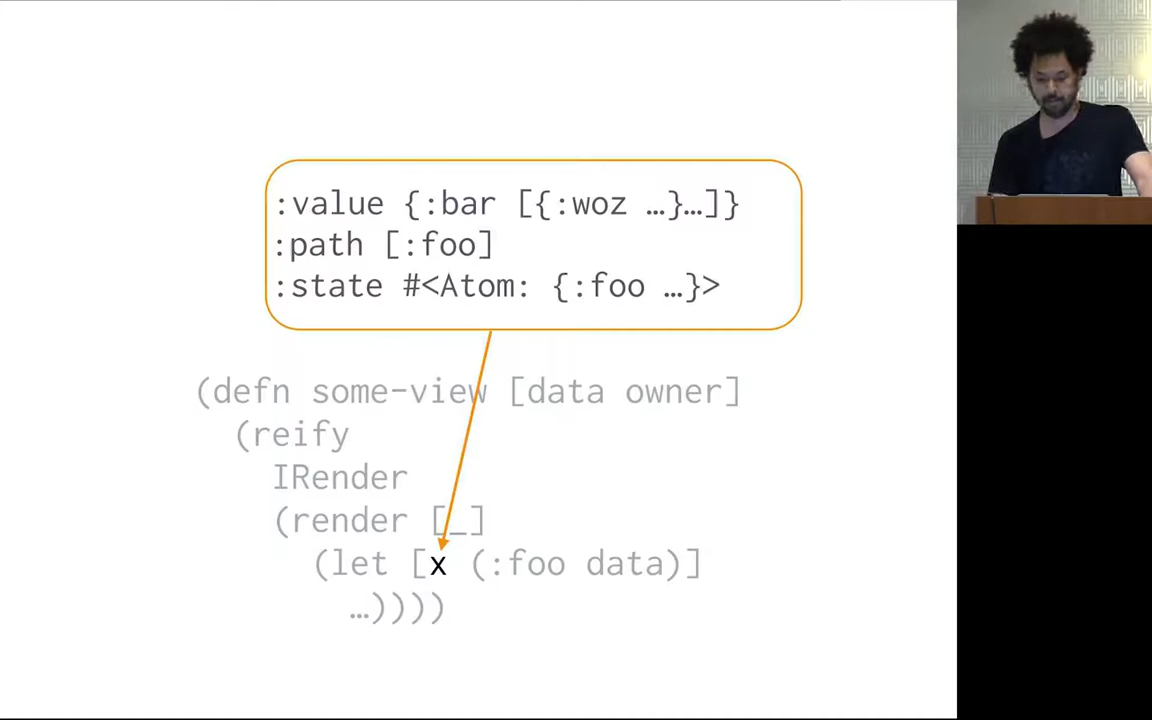 :value {:bar [{:woz …}…]}
:path [:foo]
:state #<Atom: {:foo …}>
(defn some-view [data owner]
(reify
IRender
(render [_]
(let [x (:foo data)]
…))))